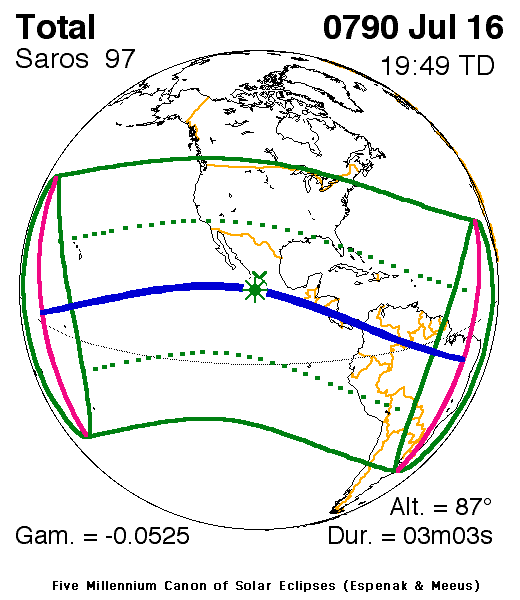 Total
0790 Jul 16
Saros 97
19:49 TD
Alt. = 87°
Gam. = -0.0525
Dur. = 03m03s
Five Millennium Canon of Solar Eclipses (Espenak & Meeus)